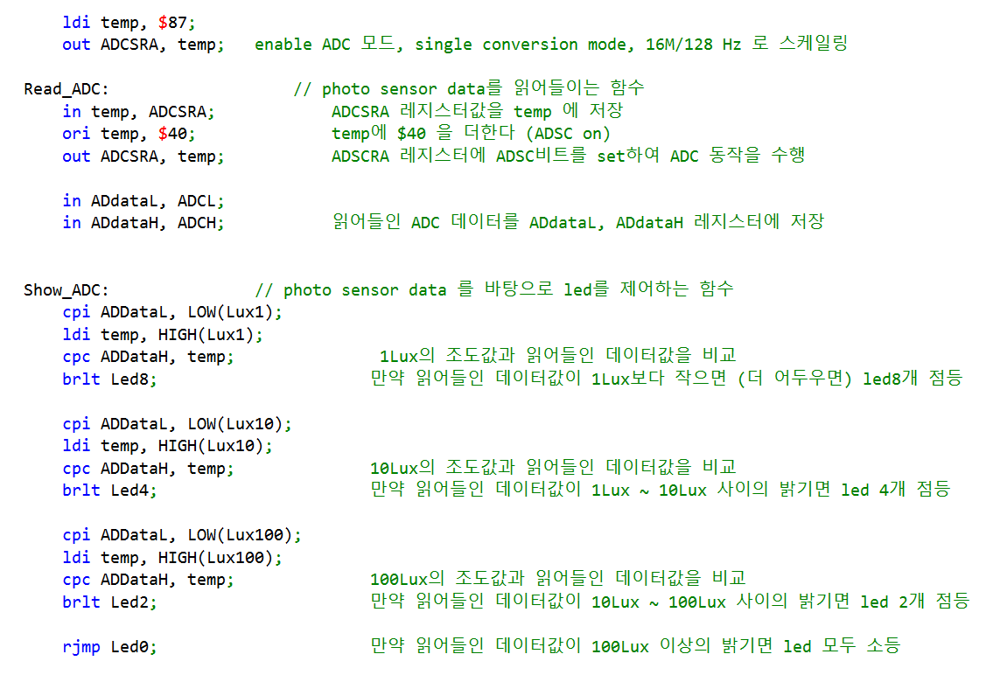 ldi temp, $87;
out ADCSRA, temp; enable ADC 모드, single conversion mode, 16M/128 Hz 로 스케일링
Read_ADC: // photo sensor data를 읽어들이는 함수
in temp, ADCSRA; ADCSRA 레지스터값을 temp 에 저장
ori temp, $40; temp에 $40 을 더한다 (ADSC on)
out ADCSRA, temp; ADSCRA 레지스터에 ADSC비트를 set하여 ADC 동작을 수행
in ADdataL, ADCL;
in ADdataH, ADCH; 읽어들인 ADC 데이터를 ADdataL, ADdataH 레지스터에 저장
Show_ADC: // photo sensor data 를 바탕으로 led를 제어하는 함수
cpi ADDataL, LOW(Lux1);
ldi temp, HIGH(Lux1);
cpc ADDataH, temp; 1Lux의 조도값과 읽어들인 데이터값을 비교
brlt Led8; 만약 읽어들인 데이터값이 1Lux보다 작으면 (더 어두우면) led8개 점등
cpi ADDataL, LOW(Lux10);
ldi temp, HIGH(Lux10);
cpc ADDataH, temp; 10Lux의 조도값과 읽어들인 데이터값을 비교
brlt Led4; 만약 읽어들인 데이터값이 1Lux ~ 10Lux 사이의 밝기면 led 4개 점등
cpi ADDataL, LOW(Lux100);
ldi temp, HIGH(Lux100);
cpc ADDataH, temp; 100Lux의 조도값과 읽어들인 데이터값을 비교
brlt Led2; 만약 읽어들인 데이터값이 10Lux ~ 100Lux 사이의 밝기면 led 2개 점등
rjmp Led0; 만약 읽어들인 데이터값이 100Lux 이상의 밝기면 led 모두 소등